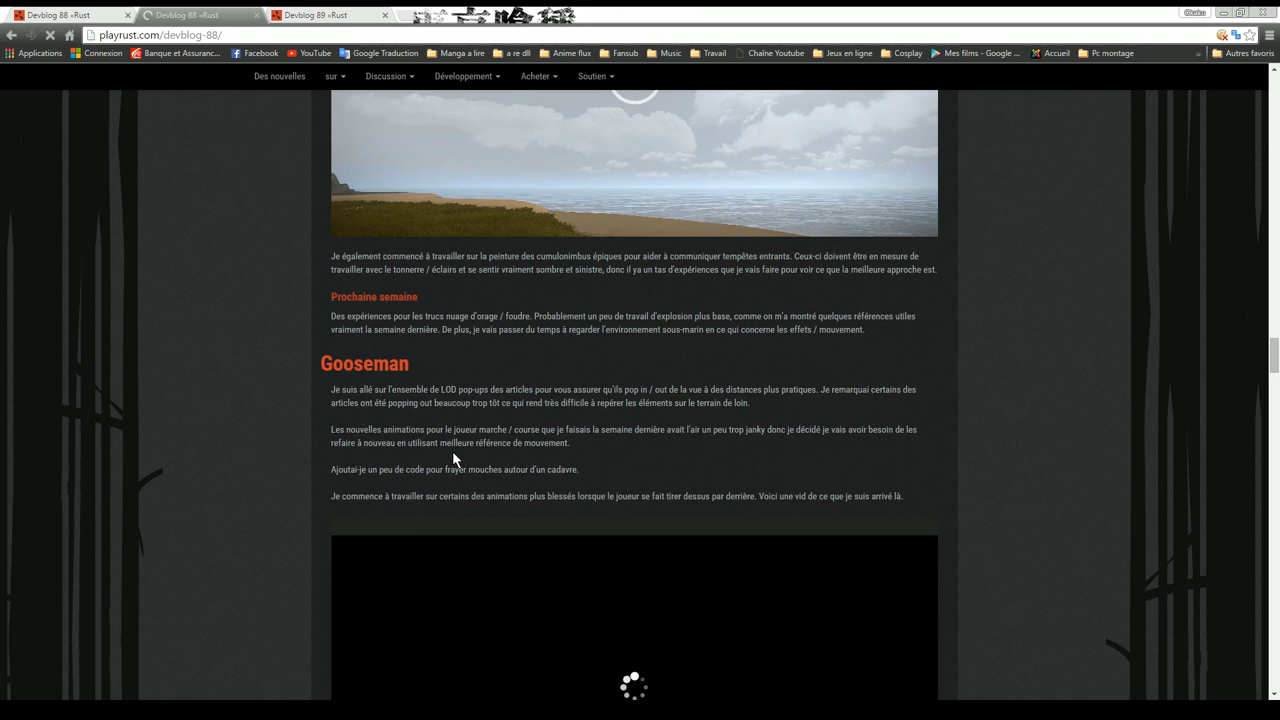 Devblog 88 «Rust
Devblog 88 «Rust
Devblog 89 «Rust
Okaku
playrust.com/devblog-88/
Applications
Connexion
Banque et Assuranc...
Facebook
YouTube
Google Traduction
Manga a lire
a re dll
Anime flux
Fansub
Music
Travail
Chaîne Youtube
Jeux en ligne
Cosplay
Mes films - Google ...
Accueil
Pc montage
Autres favoris
Des nouvelles
sur
Discussion
Développement
Acheter
Soutien
Je également commencé à travailler sur la peinture des cumulonimbus épiques pour aider à communiquer tempêtes entrants. Ceux-ci doivent être en mesure de
travailler avec le tonnerre / éclairs et se sentir vraiment sombre et sinistre, donc il ya un tas d'expériences que je vais faire pour voir ce que la meilleure approche est.
Prochaine semaine
Des expériences pour les trucs nuage d'orage / foudre. Probablement un peu de travail d'explosion plus base, comme on m'a montré quelques références utiles
vraiment la semaine dernière. De plus, je vais passer du temps à regarder l'environnement sous-marin en ce qui concerne les effets / mouvement.
Gooseman
Je suis allé sur l'ensemble de LOD pop-ups des articles pour vous assurer qu'ils pop in / out de la vue à des distances plus pratiques. Je remarquai certains des
articles ont été popping out beaucoup trop tôt ce qui rend très difficile à repérer les éléments sur le terrain de loin.
Les nouvelles animations pour le joueur marche / course que je faisais la semaine dernière avait l'air un peu trop janky donc je décidé je vais avoir besoin de les
refaire à nouveau en utilisant meilleure référence de mouvement.
Ajoutai-je un peu de code pour frayer mouches autour d'un cadavre.
Je commence à travailler sur certains des animations plus blessés lorsque le joueur se fait tirer dessus par derrière. Voici une vid de ce que je suis arrivé là.